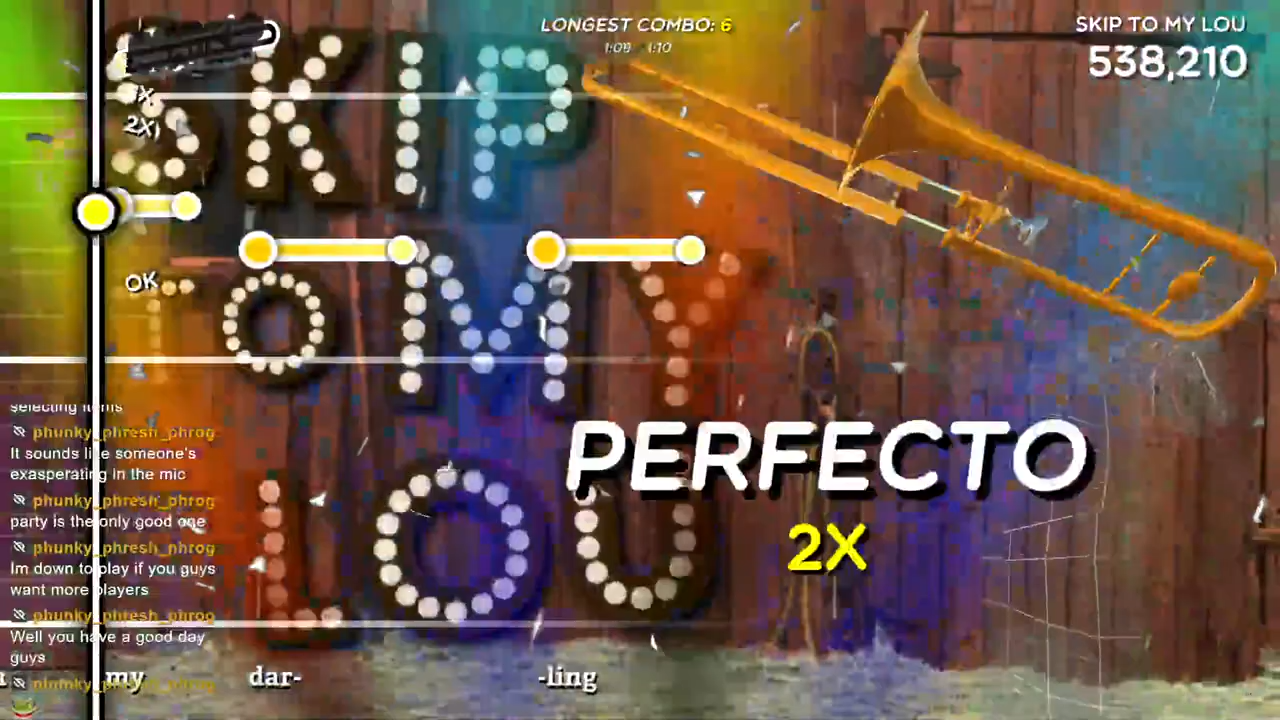 LONGEST COMBO: 6
1:09 1:10
SKIP TO MY LOU
538,210
SKIP
2X
OK
TO MY
LOU
PERFECTO
2X
selecting items
phunky_phresh_phrog
It sounds like someone's
exasperating in the mic
phunky_phresh_phrog
party is the only good one
phunky_phresh_phrog
Im down to play if you guys
want more players
phunky_phresh_phrog
Well you have a good day
guys
phunky_phresh_phrog
my dar- -ling